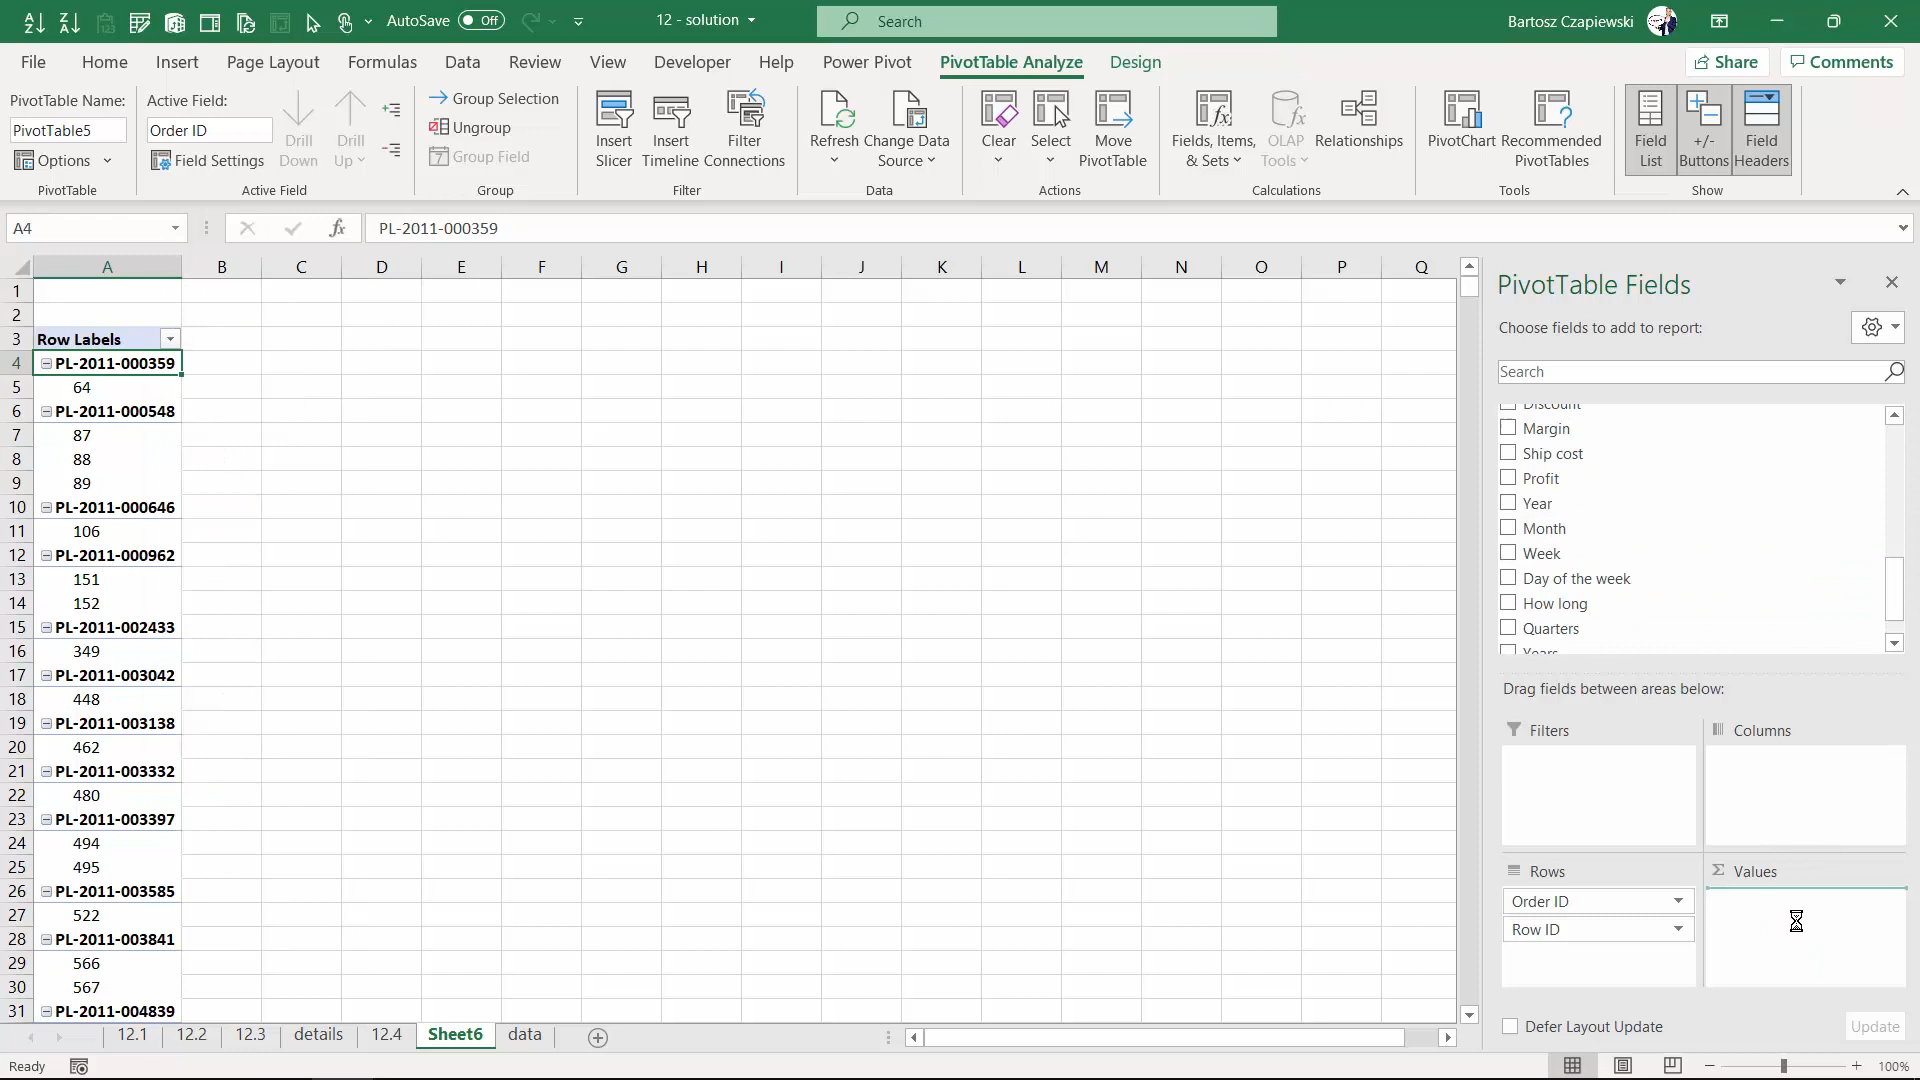 AutoSave Off
12 - solution
Search
Bartosz Czapiewski
File Home Insert Page Layout Formulas Data Review View Developer Help Power Pivot PivotTable Analyze Design
Share Comments
PivotTable Name:
PivotTable5
Options
PivotTable
Active Field:
Order ID
Field Settings
Drill Down
Drill Up
Active Field
Group Selection
Ungroup
Group Field
Group
Insert Slicer
Insert Timeline
Filter Connections
Filter
Refresh
Change Data Source
Data
Clear
Select
Move PivotTable
Actions
Fields, Items, & Sets
OLAP Tools
Relationships
Calculations
PivotChart
Recommended PivotTables
Tools
Field List
+/- Buttons
Field Headers
Show
A4
fx
PL-2011-000359
A B C D E F G H I J K L M N O P Q
1
2
3 Row Labels
4 PL-2011-000359
5 64
6 PL-2011-000548
7 87
8 88
9 89
10 PL-2011-000646
11 106
12 PL-2011-000962
13 151
14 152
15 PL-2011-002433
16 349
17 PL-2011-003042
18 448
19 PL-2011-003138
20 462
21 PL-2011-003332
22 480
23 PL-2011-003397
24 494
25 495
26 PL-2011-003585
27 522
28 PL-2011-003841
29 566
30 567
31 PL-2011-004839
PivotTable Fields
Choose fields to add to report:
Search
Discount
Margin
Ship cost
Profit
Year
Month
Week
Day of the week
How long
Quarters
Years
Drag fields between areas below:
Filters
Columns
Rows
Order ID
Row ID
Σ Values
Defer Layout Update
Update
12.1 12.2 12.3 details 12.4 Sheet6 data
Ready
100%